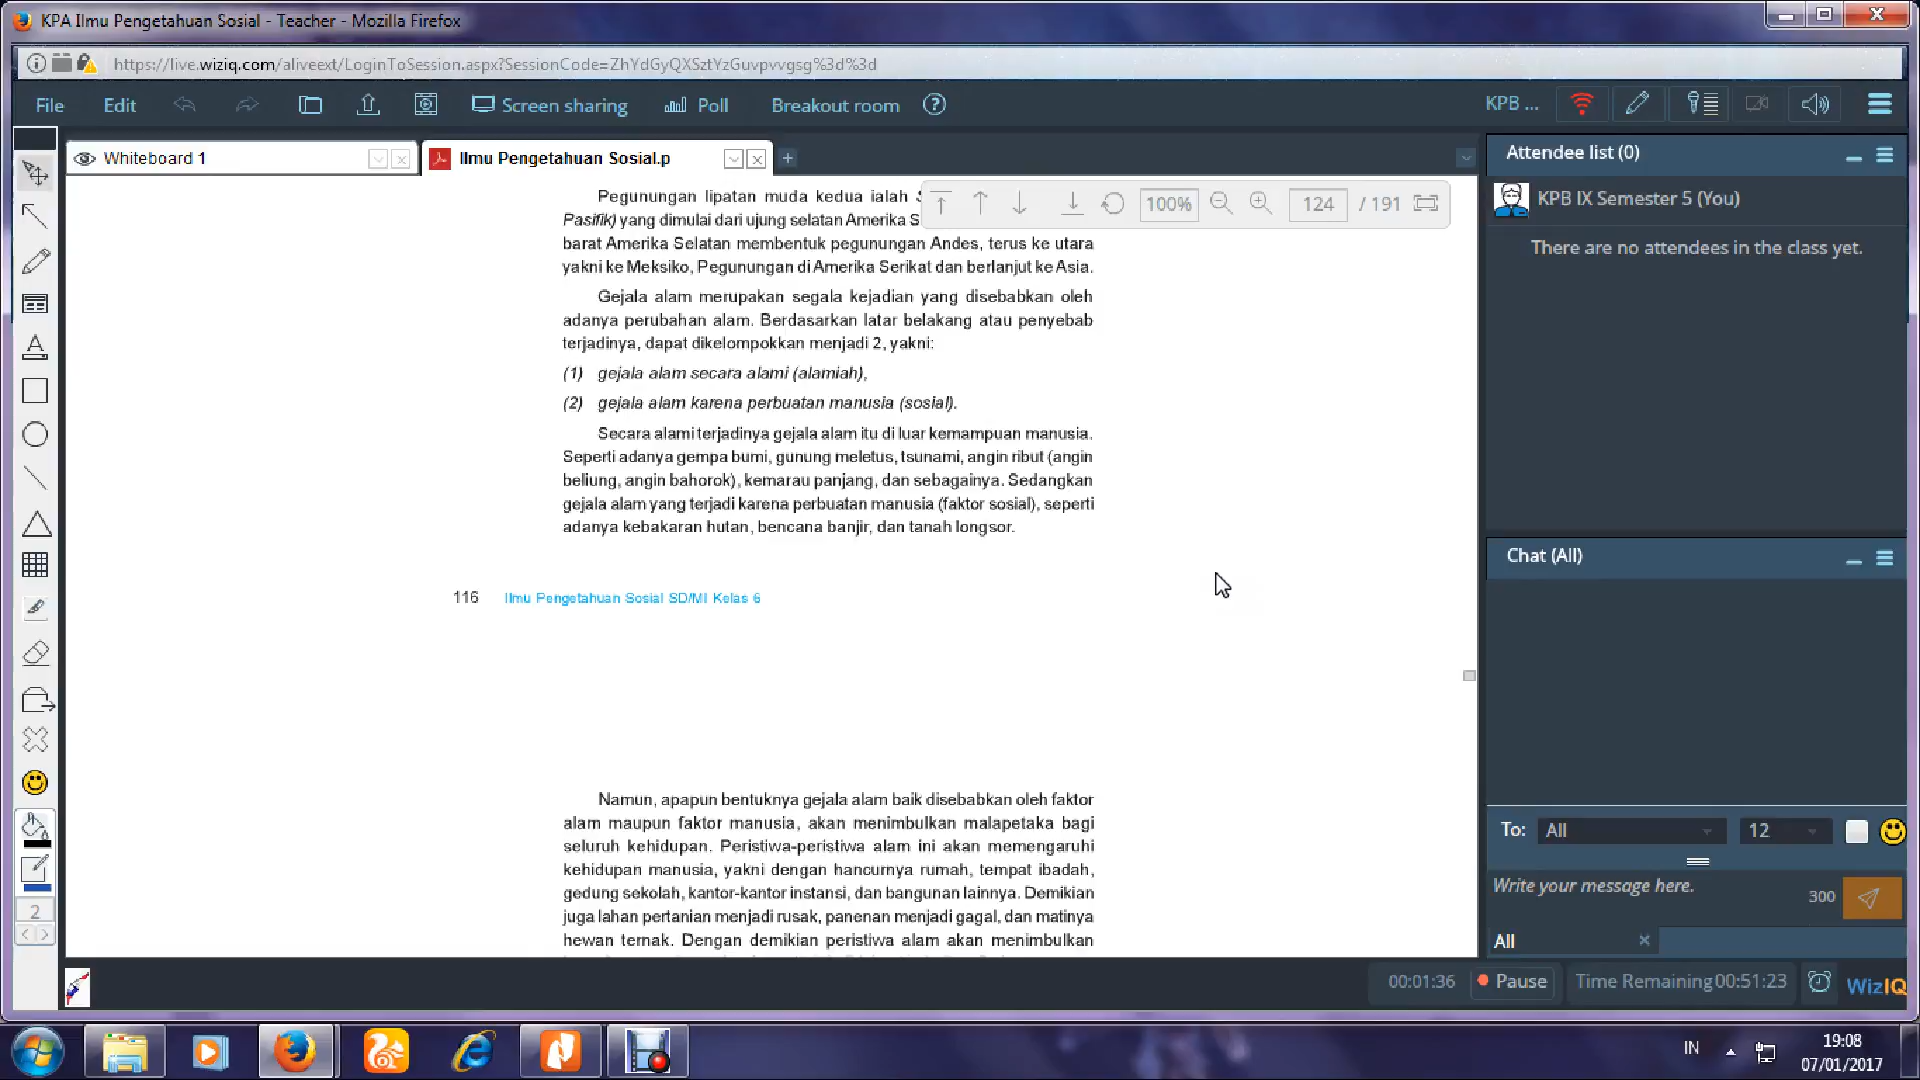 KPA Ilmu Pengetahuan Sosial - Teacher - Mozilla Firefox
https://live.wiziq.com/aliveext/LoginToSession.aspx?SessionCode=ZhYdGyQXSztYzGuvpvvgsg%3d%3d
File Edit Screen sharing Poll Breakout room ? KPB ...
Whiteboard 1
Ilmu Pengetahuan Sosial.p
100% 124 / 191
Pegunungan lipatan muda kedua ialah
Pasifik) yang dimulai dari ujung selatan Amerika S
barat Amerika Selatan membentuk pegunungan Andes, terus ke utara
yakni ke Meksiko, Pegunungan di Amerika Serikat dan berlanjut ke Asia.
Gejala alam merupakan segala kejadian yang disebabkan oleh
adanya perubahan alam. Berdasarkan latar belakang atau penyebab
terjadinya, dapat dikelompokkan menjadi 2, yakni:
(1) gejala alam secara alami (alamiah),
(2) gejala alam karena perbuatan manusia (sosial).
Secara alami terjadinya gejala alam itu di luar kemampuan manusia.
Seperti adanya gempa bumi, gunung meletus, tsunami, angin ribut (angin
beliung, angin bahorok), kemarau panjang, dan sebagainya. Sedangkan
gejala alam yang terjadi karena perbuatan manusia (faktor sosial), seperti
adanya kebakaran hutan, bencana banjir, dan tanah longsor.
116 Ilmu Pengetahuan Sosial SD/MI Kelas 6
Namun, apapun bentuknya gejala alam baik disebabkan oleh faktor
alam maupun faktor manusia, akan menimbulkan malapetaka bagi
seluruh kehidupan. Peristiwa-peristiwa alam ini akan memengaruhi
kehidupan manusia, yakni dengan hancurnya rumah, tempat ibadah,
gedung sekolah, kantor-kantor instansi, dan bangunan lainnya. Demikian
juga lahan pertanian menjadi rusak, panenan menjadi gagal, dan matinya
hewan ternak. Dengan demikian peristiwa alam akan menimbulkan
2
Attendee list (0)
KPB IX Semester 5 (You)
There are no attendees in the class yet.
Chat (All)
To: All 12
Write your message here.
300
All
00:01:36 Pause Time Remaining 00:51:23 WizIQ
IN 19:08
07/01/2017